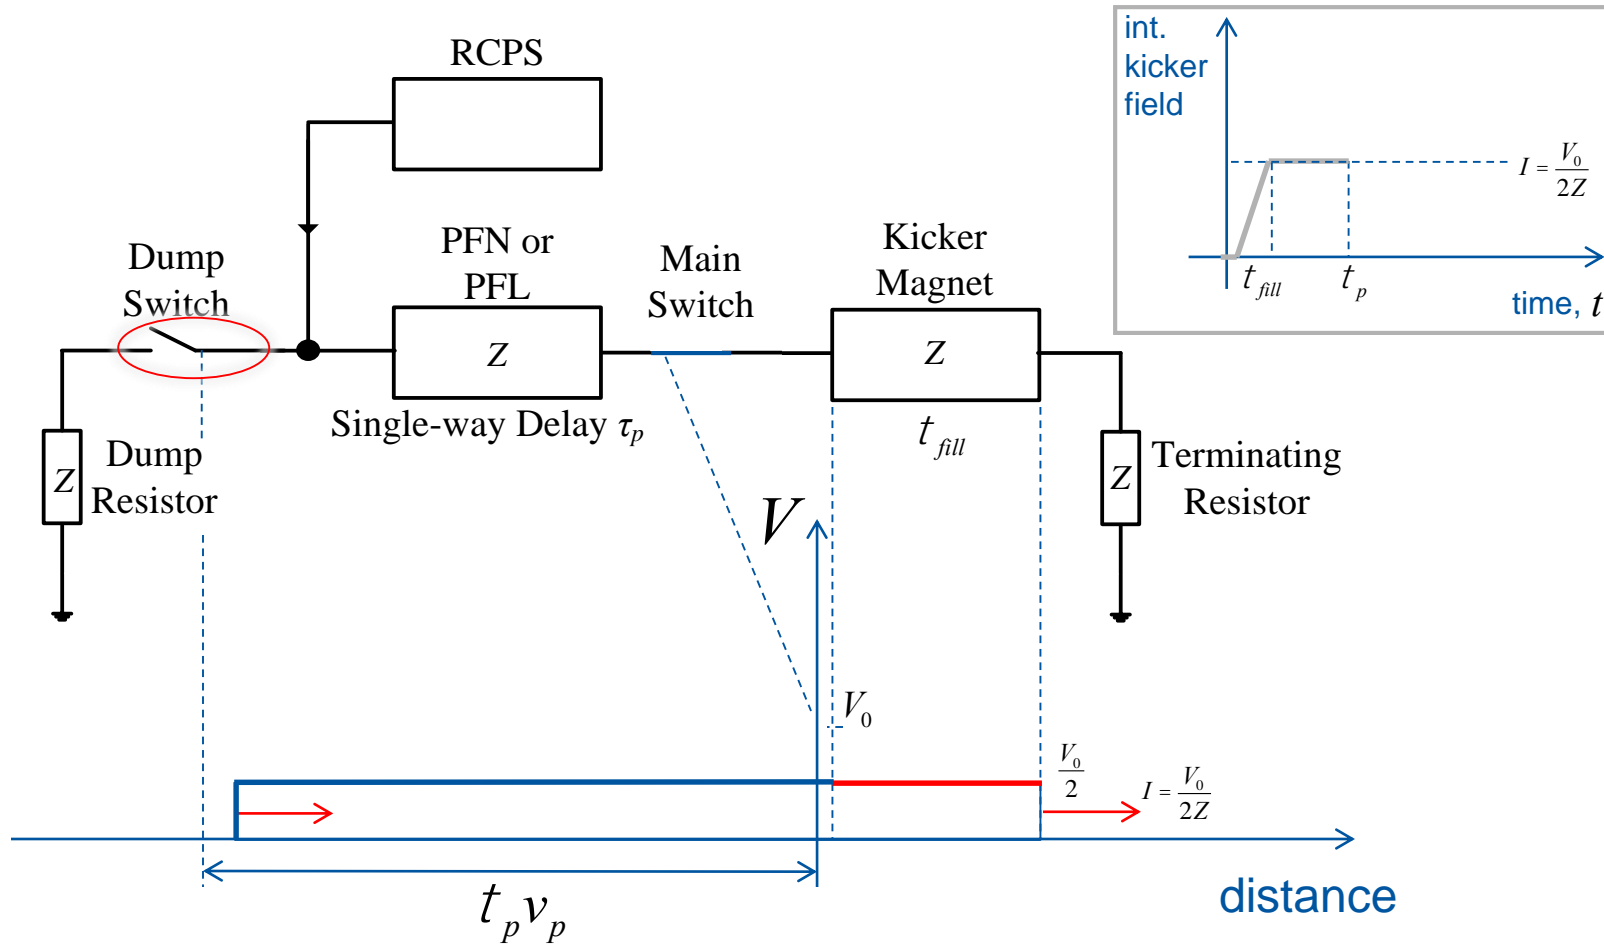 RCPS
int.
kicker
field
I = V₀/2Z
t fill
t p
time, t
Dump
Switch
PFN or
PFL
Main
Switch
Kicker
Magnet
Z
Z
Single-way Delay τp
t fill
Z
Dump
Resistor
Z
Terminating
Resistor
V
V₀
V₀/2
I = V₀/2Z
t p v p
distance